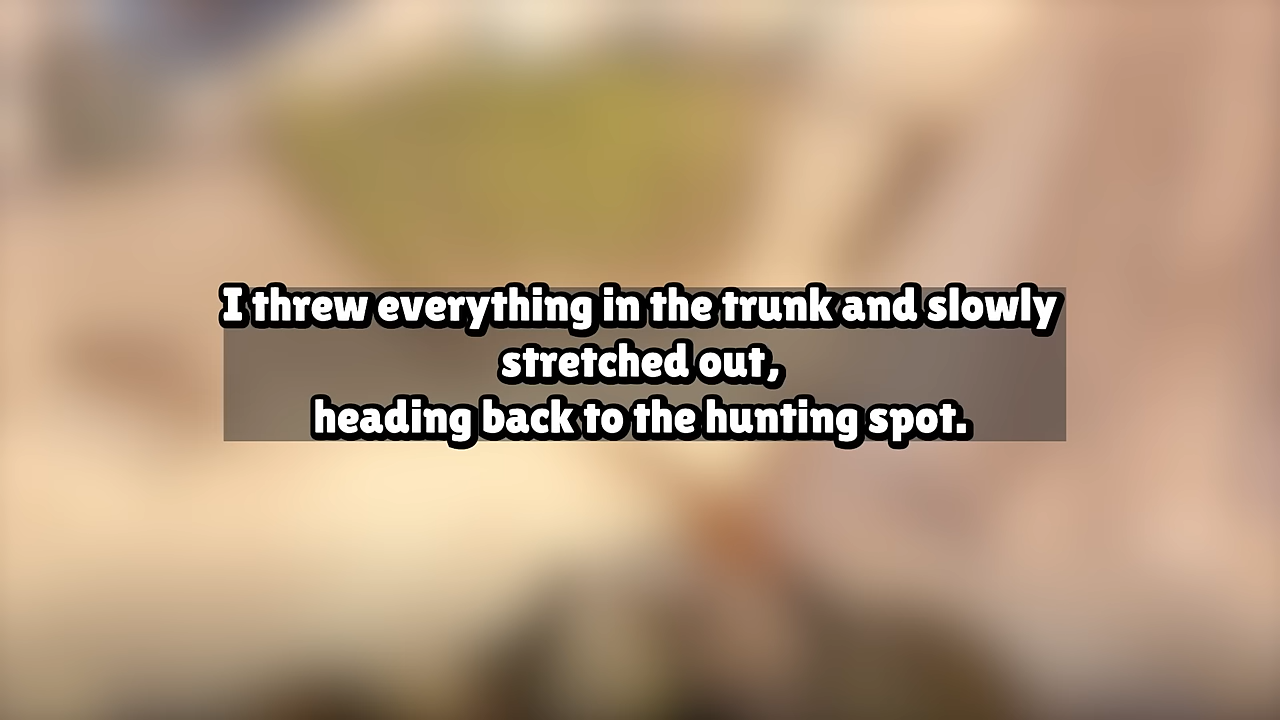 I threw everything in the trunk and slowly
stretched out,
heading back to the hunting spot.